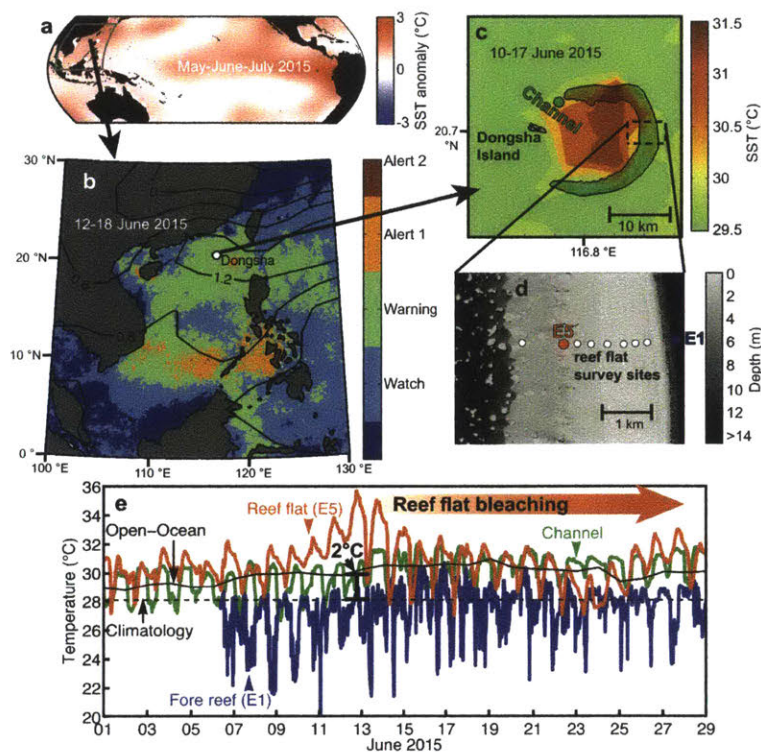 a
May-June-July 2015
3
0
-3
SST anomaly (°C)
b
12-18 June 2015
30 °N
20 °N
10 °N
0 °
100 °E
110 °E
120 °E
130 °E
Dongsha
1.2
Alert 2
Alert 1
Warning
Watch
c
10-17 June 2015
Channel
Dongsha
Island
20.7
°N
116.8 °E
10 km
31.5
31
30.5
30
29.5
SST (°C)
d
E5
E1
reef flat
survey sites
1 km
0
2
4
6
8
10
12
>14
Depth (m)
e
Reef flat (E5)
Reef flat bleaching
Open-Ocean
2°C
Channel
Climatology
Fore reef (E1)
Temperature (°C)
36
34
32
30
28
26
24
22
20
01
03
05
07
09
11
13
15
17
19
21
23
25
27
29
June 2015